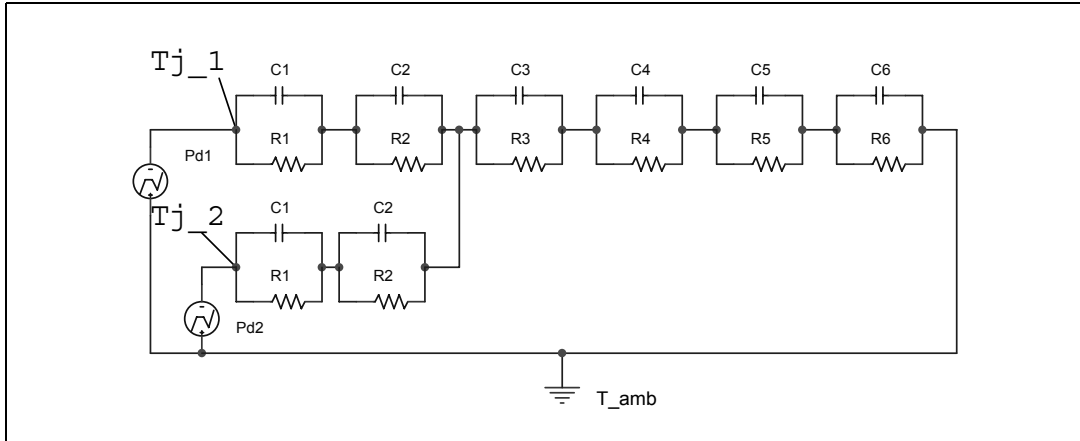 Tj_1
C1 C2 C3 C4 C5 C6
R1 R2 R3 R4 R5 R6
Pd1
Tj_2
C1 C2
R1 R2
Pd2
T_amb